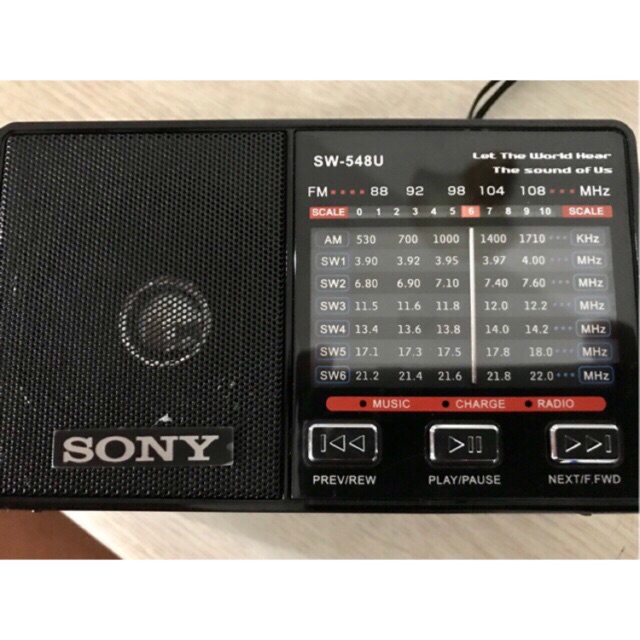 SW-548U
Let The World Hear
The sound of Us
FM 88 92 98 104 108 MHz
SCALE 0 1 2 3 4 5 6 7 8 9 10 SCALE
AM 530 700 1000 1400 1710 KHz
SW1 3.90 3.92 3.95 3.97 4.00 MHz
SW2 6.80 6.90 7.10 7.40 7.60 MHz
SW3 11.5 11.6 11.8 12.0 12.2 MHz
SW4 13.4 13.6 13.8 14.0 14.2 MHz
SW5 17.1 17.3 17.5 17.8 18.0 MHz
SW6 21.2 21.4 21.6 21.8 22.0 MHz
MUSIC CHARGE RADIO
SONY
PREV/REW PLAY/PAUSE NEXT/F.FWD